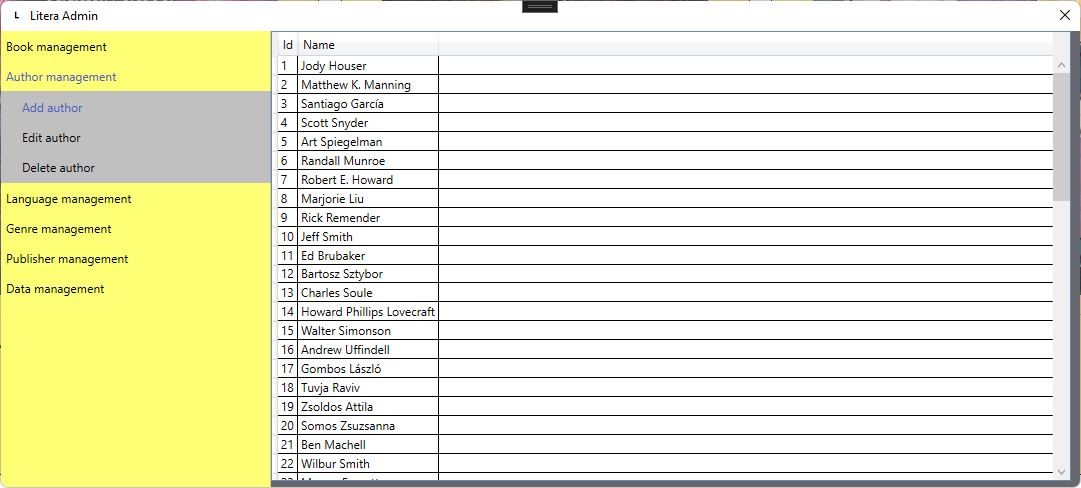 Litera Admin
Book management
Author management
Add author
Edit author
Delete author
Language management
Genre management
Publisher management
Data management
Id Name
1 Jody Houser
2 Matthew K. Manning
3 Santiago García
4 Scott Snyder
5 Art Spiegelman
6 Randall Munroe
7 Robert E. Howard
8 Marjorie Liu
9 Rick Remender
10 Jeff Smith
11 Ed Brubaker
12 Bartosz Sztybor
13 Charles Soule
14 Howard Phillips Lovecraft
15 Walter Simonson
16 Andrew Uffindell
17 Gombos László
18 Tuvja Raviv
19 Zsoldos Attila
20 Somos Zsuzsanna
21 Ben Machell
22 Wilbur Smith